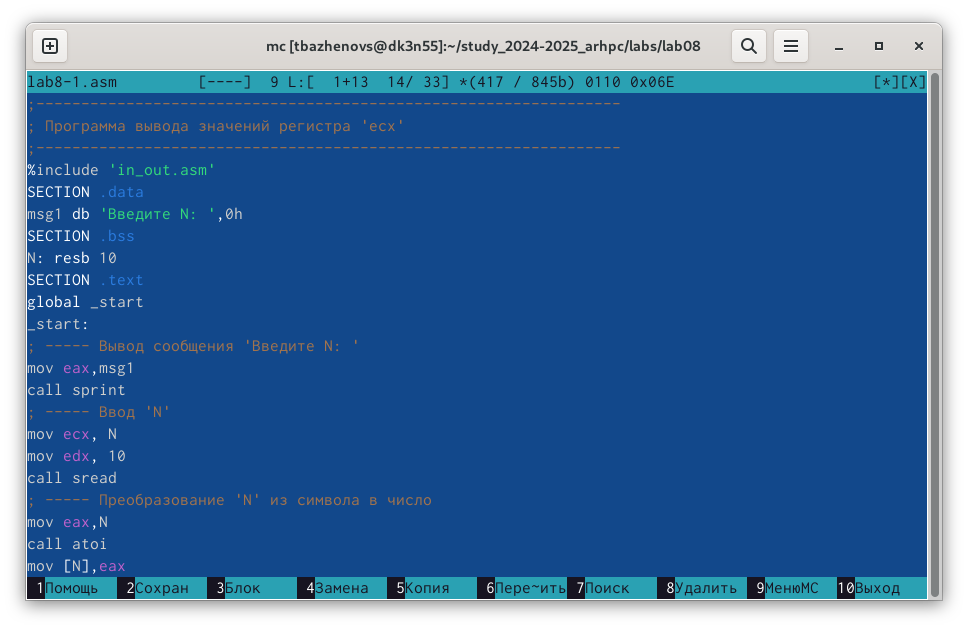 mc [tbazhenovs@dk3n55]:~/study_2024-2025_arhpc/labs/lab08
lab8-1.asm [----] 9 L:[ 1+13 14/ 33] *(417 / 845b) 0110 0x06E [*][X]
;-----------------------------------------------------------------
; Программа вывода значений регистра 'ecx'
;-----------------------------------------------------------------
%include 'in_out.asm'
SECTION .data
msg1 db 'Введите N: ',0h
SECTION .bss
N: resb 10
SECTION .text
global _start
_start:
; ----- Вывод сообщения 'Введите N: '
mov eax,msg1
call sprint
; ----- Ввод 'N'
mov ecx, N
mov edx, 10
call sread
; ----- Преобразование 'N' из символа в число
mov eax,N
call atoi
mov [N],eax
1Помощь 2Сохран 3Блок 4Замена 5Копия 6Пере~ить 7Поиск 8Удалить 9МенюMC 10Выход